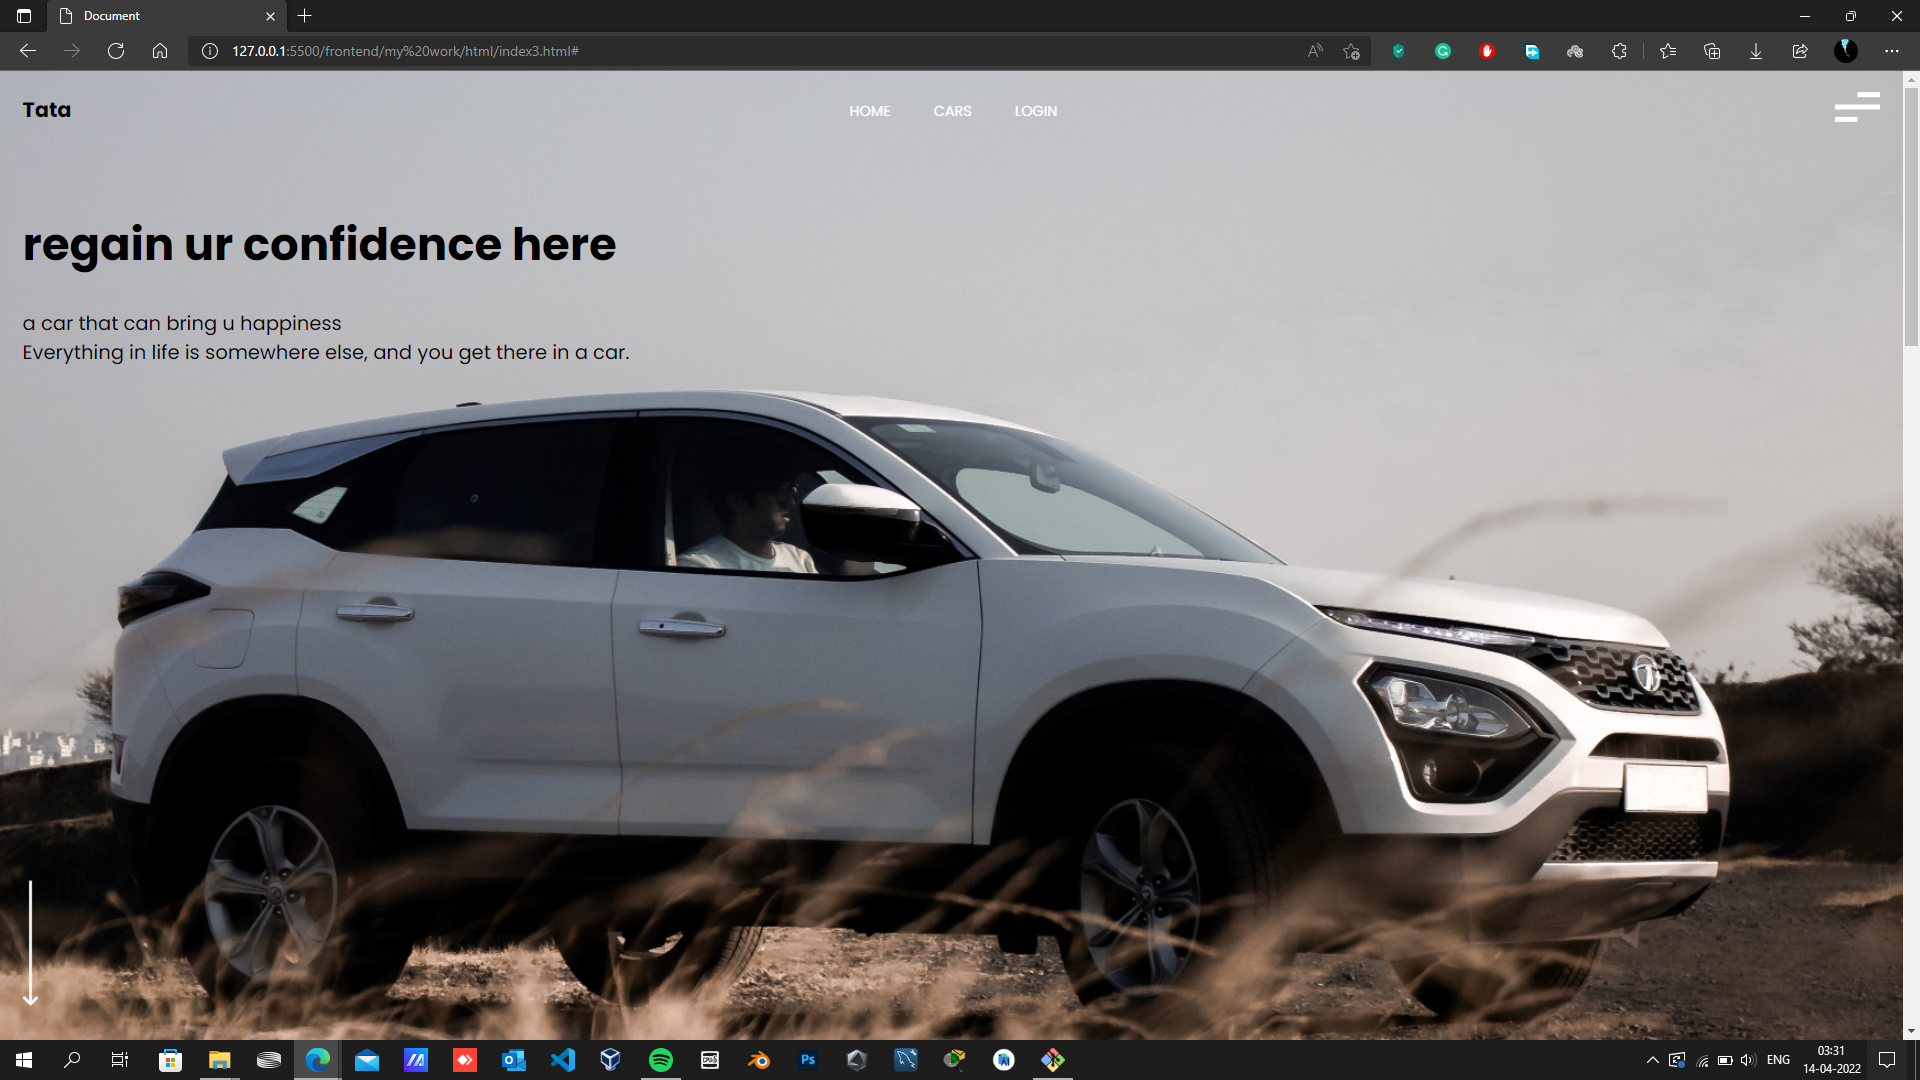 Document
127.0.0.1:5500/frontend/my%20work/html/index3.html#
Tata
HOME
CARS
LOGIN
regain ur confidence here
a car that can bring u happiness
Everything in life is somewhere else, and you get there in a car.
Ps
ENG
03:31
14-04-2022